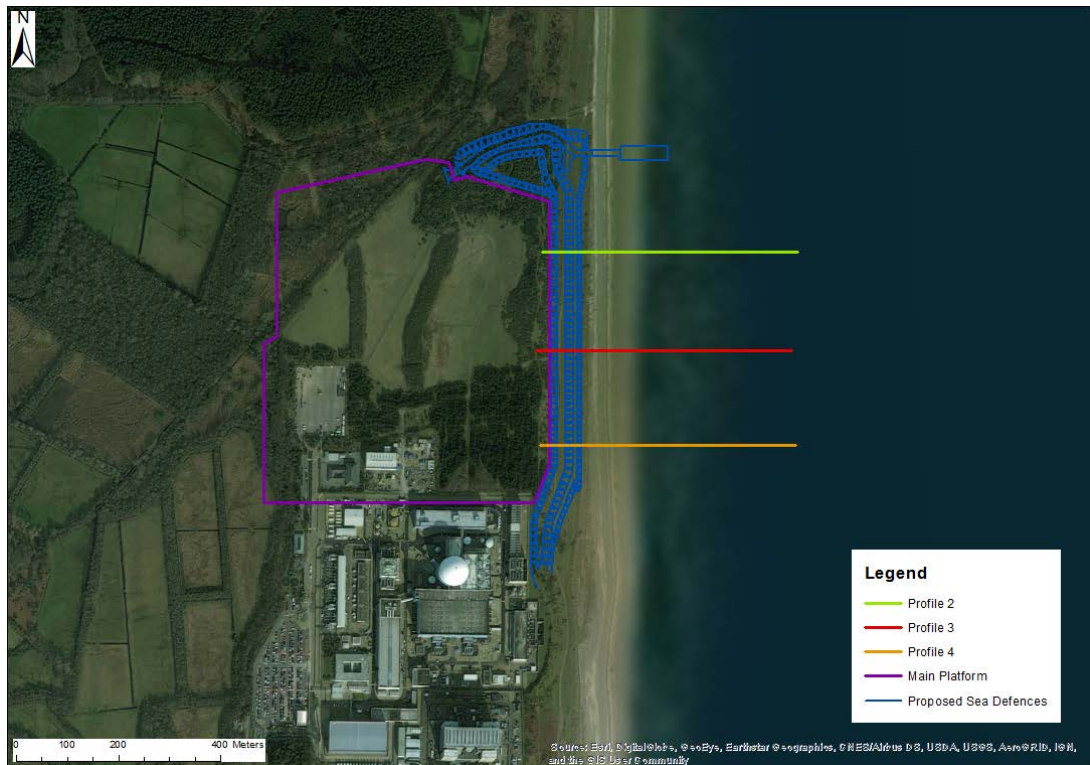 N
Legend
Profile 2
Profile 3
Profile 4
Main Platform
Proposed Sea Defences
0 100 200 400 Meters
Source: Esri, DigitalGlobe, GeoEye, Earthstar Geographics, CNES/Airbus DS, USDA, USGS, AeroGRID, IGN,
and the GIS User Community